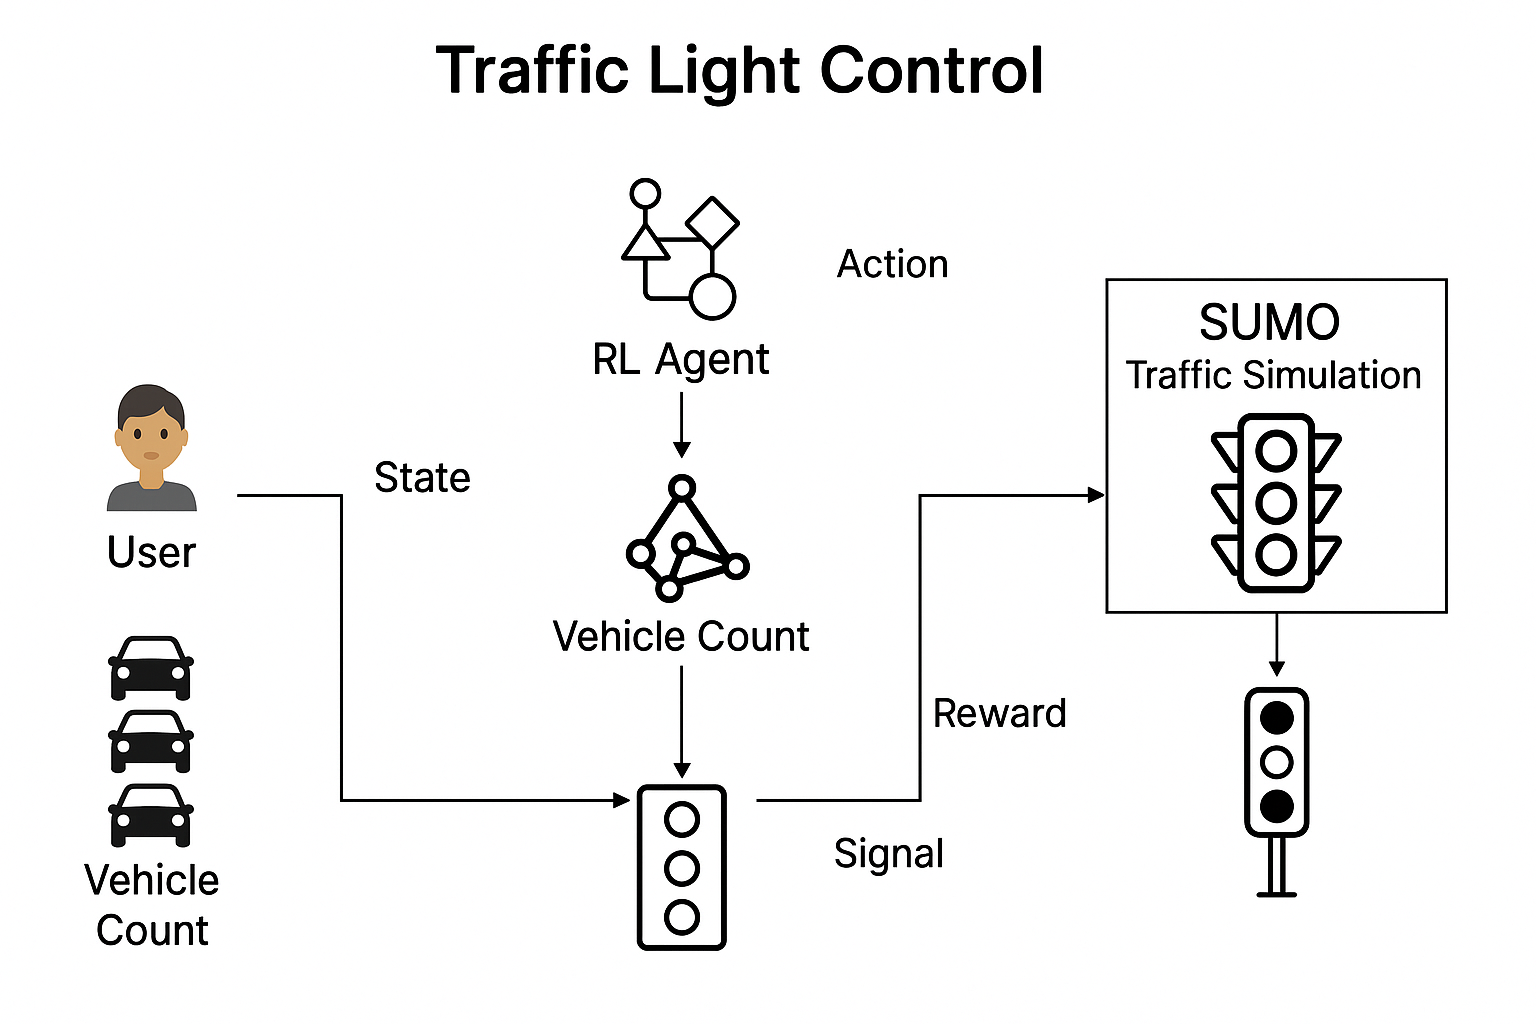 Traffic Light Control
Action
RL Agent
SUMO
Traffic Simulation
State
User
Vehicle Count
Reward
Signal
Vehicle
Count